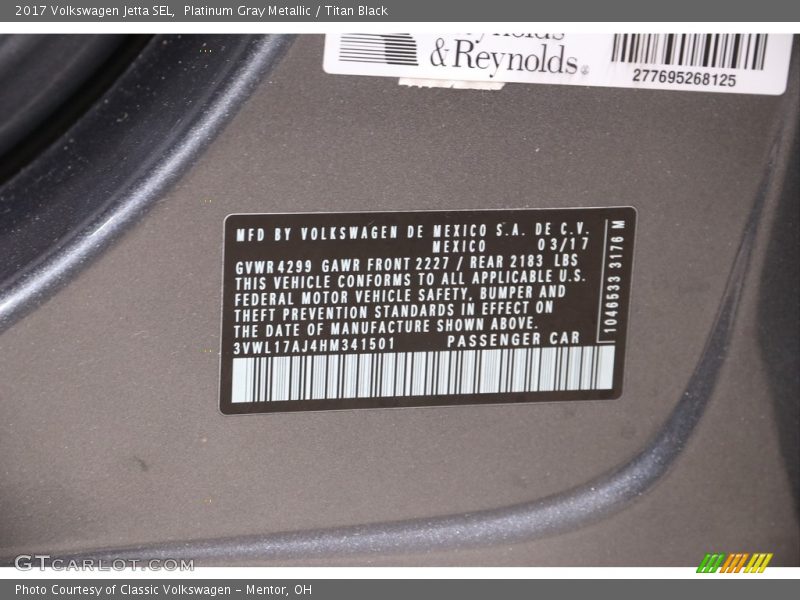 2017 Volkswagen Jetta SEL, Platinum Gray Metallic / Titan Black
&Reynolds®
277695268125
MFD BY VOLKSWAGEN DE MEXICO S.A. DE C.V.
MEXICO 03/17
GVWR 4299 GAWR FRONT 2227 / REAR 2183 LBS
THIS VEHICLE CONFORMS TO ALL APPLICABLE U.S.
FEDERAL MOTOR VEHICLE SAFETY, BUMPER AND
THEFT PREVENTION STANDARDS IN EFFECT ON
THE DATE OF MANUFACTURE SHOWN ABOVE.
3VWL17AJ4HM341501 PASSENGER CAR
1046533 3176 M
GTCARLOT.COM
Photo Courtesy of Classic Volkswagen - Mentor, OH